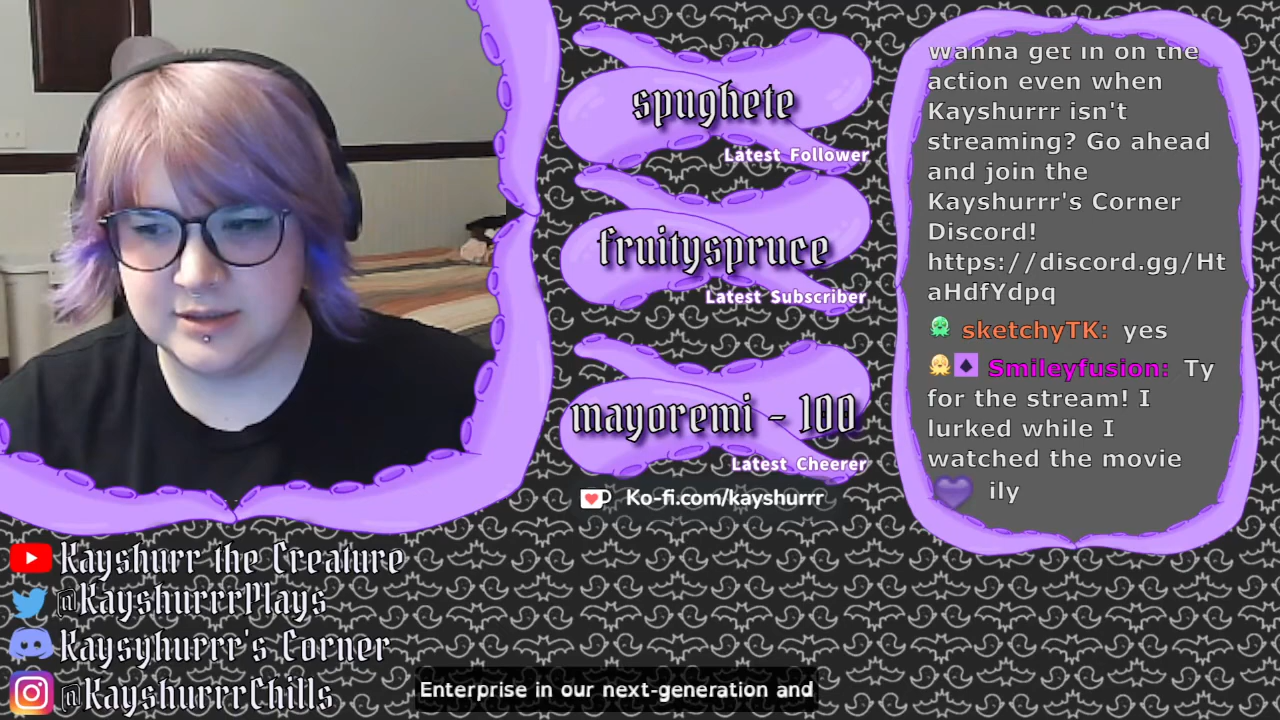 spughete
Latest Follower
fruityspruce
Latest Subscriber
mayoremi - 100
Latest Cheerer
Ko-fi.com/kayshurrr
wanna get in on the
action even when
Kayshurrr isn't
streaming? Go ahead
and join the
Kayshurrr's Corner
Discord!
https://discord.gg/Ht
aHdfYdpq
sketchyTK: yes
Smileyfusion: Ty
for the stream! I
lurked while I
watched the movie
ily
Kayshurr the Creature
@KayshurrrPlays
Kaysyhurrr's Corner
@KayshurrrChills
Enterprise in our next-generation and